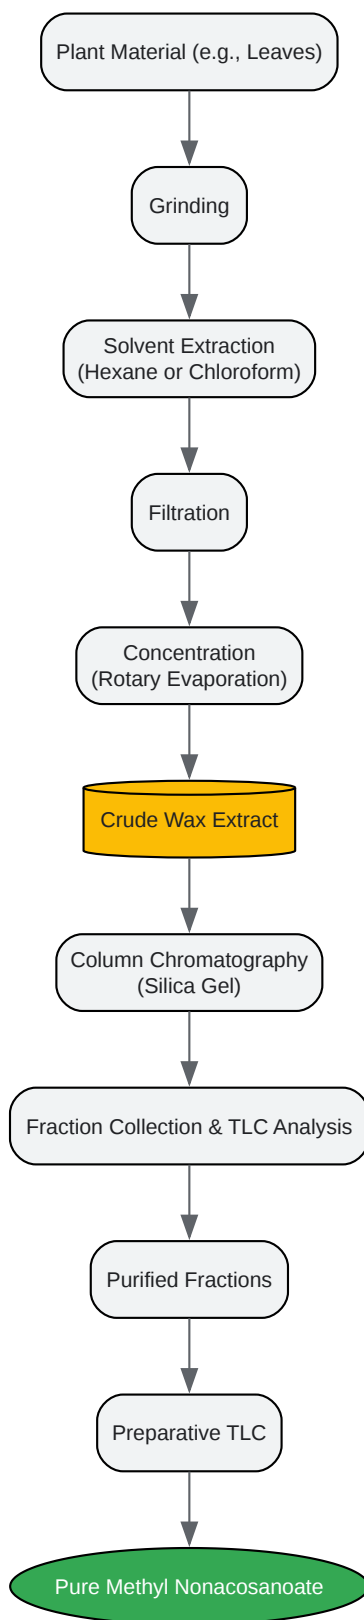 Plant Material (e.g., Leaves)
Grinding
Solvent Extraction
(Hexane or Chloroform)
Filtration
Concentration
(Rotary Evaporation)
Crude Wax Extract
Column Chromatography
(Silica Gel)
Fraction Collection & TLC Analysis
Purified Fractions
Preparative TLC
Pure Methyl Nonacosanoate